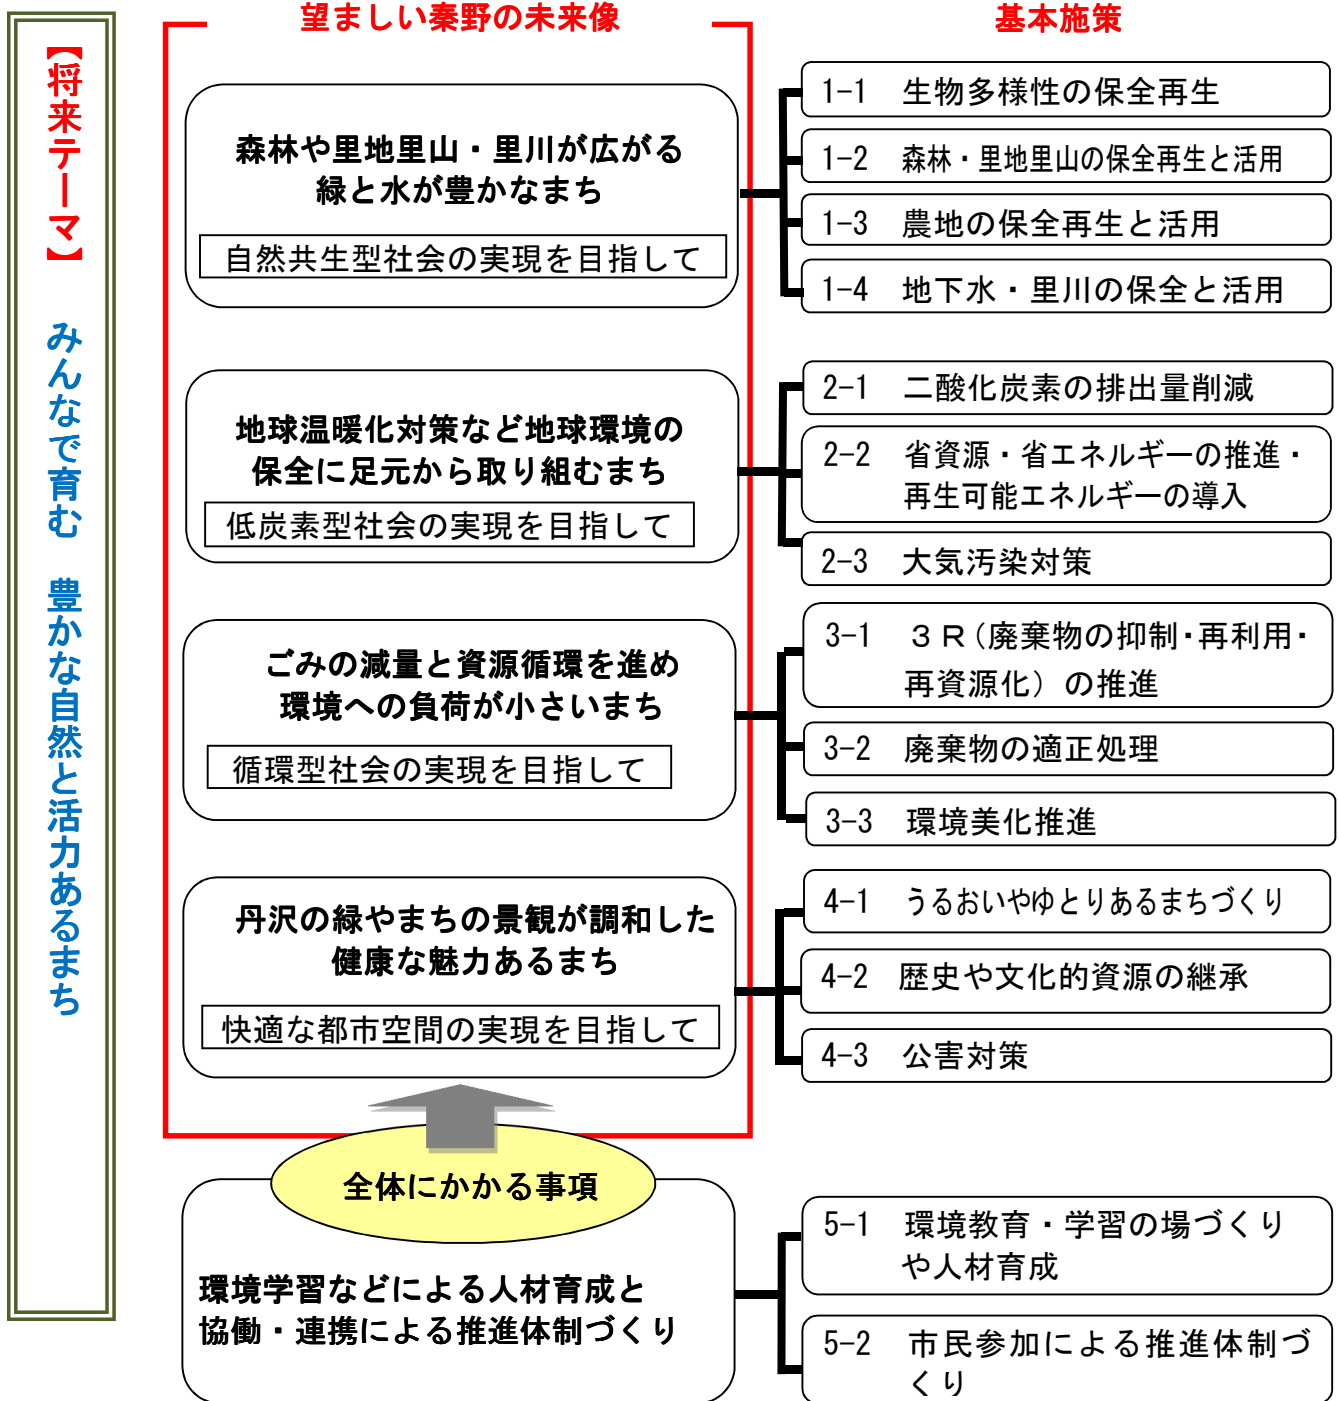 【将来テーマ】 みんなで育む 豊かな自然と活力あるまち
望ましい秦野の未来像
基本施策
森林や里地里山・里川が広がる
緑と水が豊かなまち
自然共生型社会の実現を目指して
1-1 生物多様性の保全再生
1-2 森林・里地里山の保全再生と活用
1-3 農地の保全再生と活用
1-4 地下水・里川の保全と活用
地球温暖化対策など地球環境の
保全に足元から取り組むまち
低炭素型社会の実現を目指して
2-1 二酸化炭素の排出量削減
2-2 省資源・省エネルギーの推進・
再生可能エネルギーの導入
2-3 大気汚染対策
ごみの減量と資源循環を進め
環境への負荷が小さいまち
循環型社会の実現を目指して
3-1 3R(廃棄物の抑制・再利用・
再資源化)の推進
3-2 廃棄物の適正処理
3-3 環境美化推進
丹沢の緑やまちの景観が調和した
健康な魅力あるまち
快適な都市空間の実現を目指して
4-1 うるおいやゆとりあるまちづくり
4-2 歴史や文化的資源の継承
4-3 公害対策
全体にかかる事項
環境学習などによる人材育成と
協働・連携による推進体制づくり
5-1 環境教育・学習の場づくり
や人材育成
5-2 市民参加による推進体制づ
くり